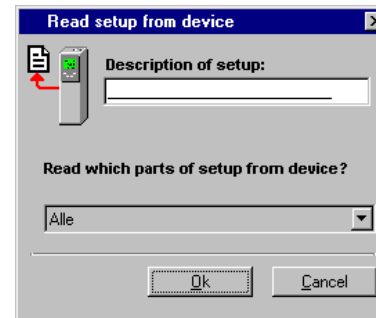 Read setup from device
Description of setup:
Read which parts of setup from device?
Alle
Ok
Cancel